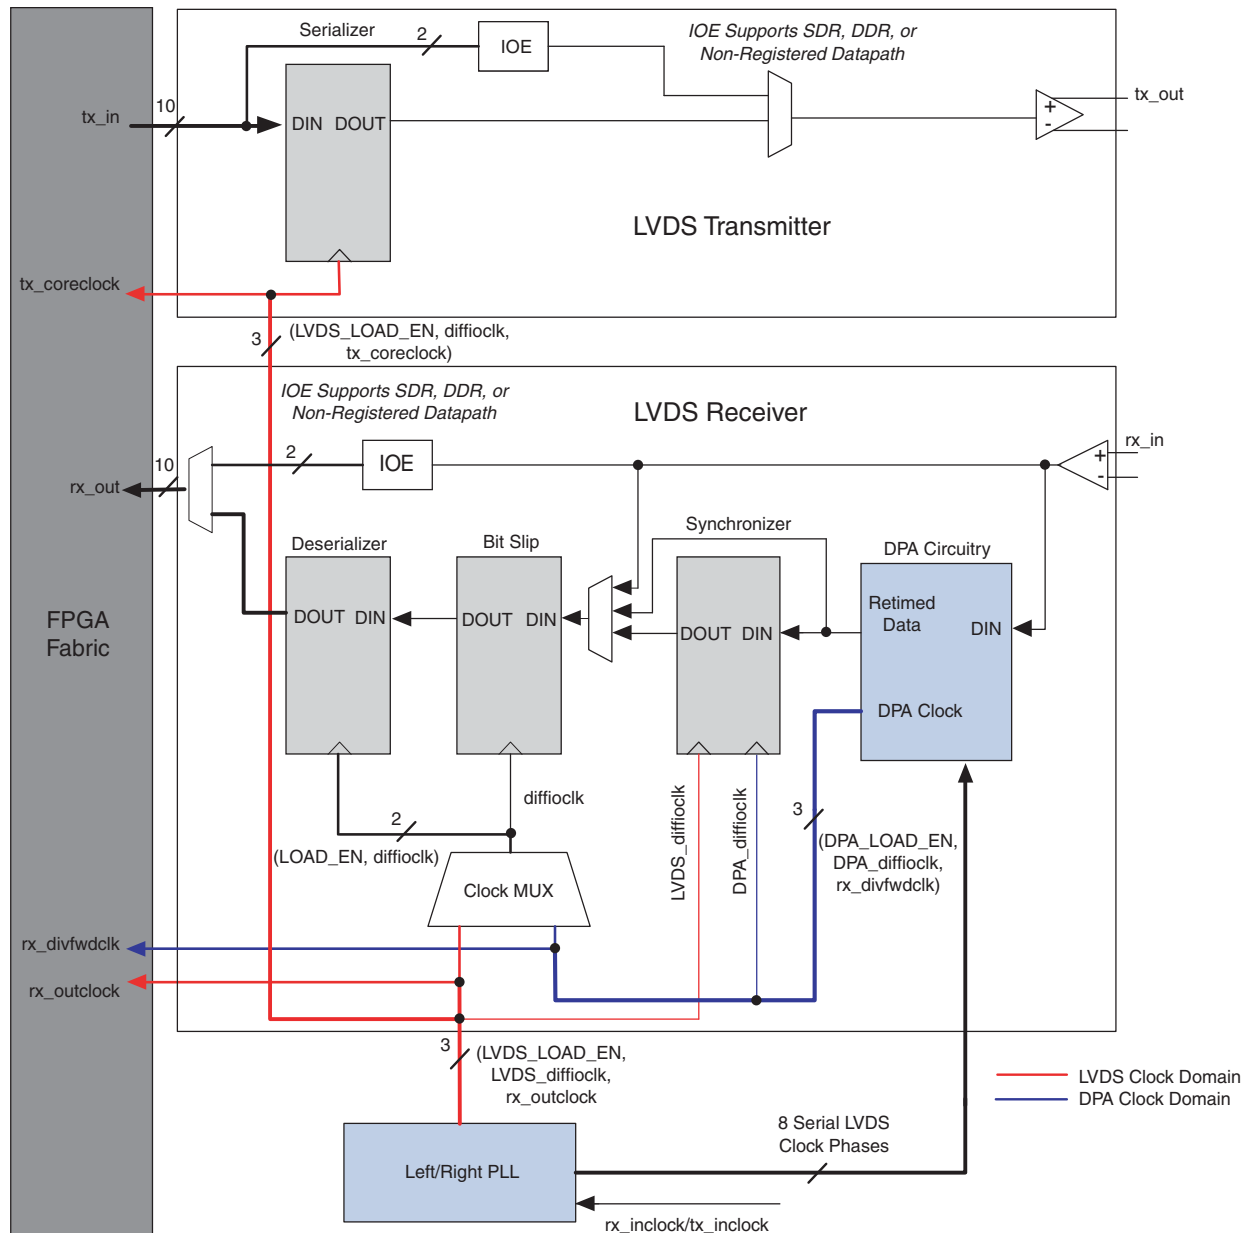 Serializer
2
IOE
IOE Supports SDR, DDR, or
Non-Registered Datapath
tx_in
10
DIN DOUT
+
-
tx_out
LVDS Transmitter
tx_coreclock
3
(LVDS_LOAD_EN, diffioclk,
tx_coreclock)
IOE Supports SDR, DDR, or
Non-Registered Datapath
LVDS Receiver
10
2
IOE
+
-
rx_in
rx_out
Synchronizer
Deserializer
Bit Slip
DPA Circuitry
FPGA
Fabric
DOUT DIN
DOUT DIN
DOUT DIN
Retimed
Data
DIN
DPA Clock
diffioclk
2
(LOAD_EN, diffioclk)
LVDS_diffioclk
DPA_diffioclk
3
(DPA_LOAD_EN,
DPA_diffioclk,
rx_divfwdclk)
Clock MUX
rx_divfwdclk
rx_outclock
3
(LVDS_LOAD_EN,
LVDS_diffioclk,
rx_outclock
LVDS Clock Domain
DPA Clock Domain
8 Serial LVDS
Clock Phases
Left/Right PLL
rx_inclock/tx_inclock